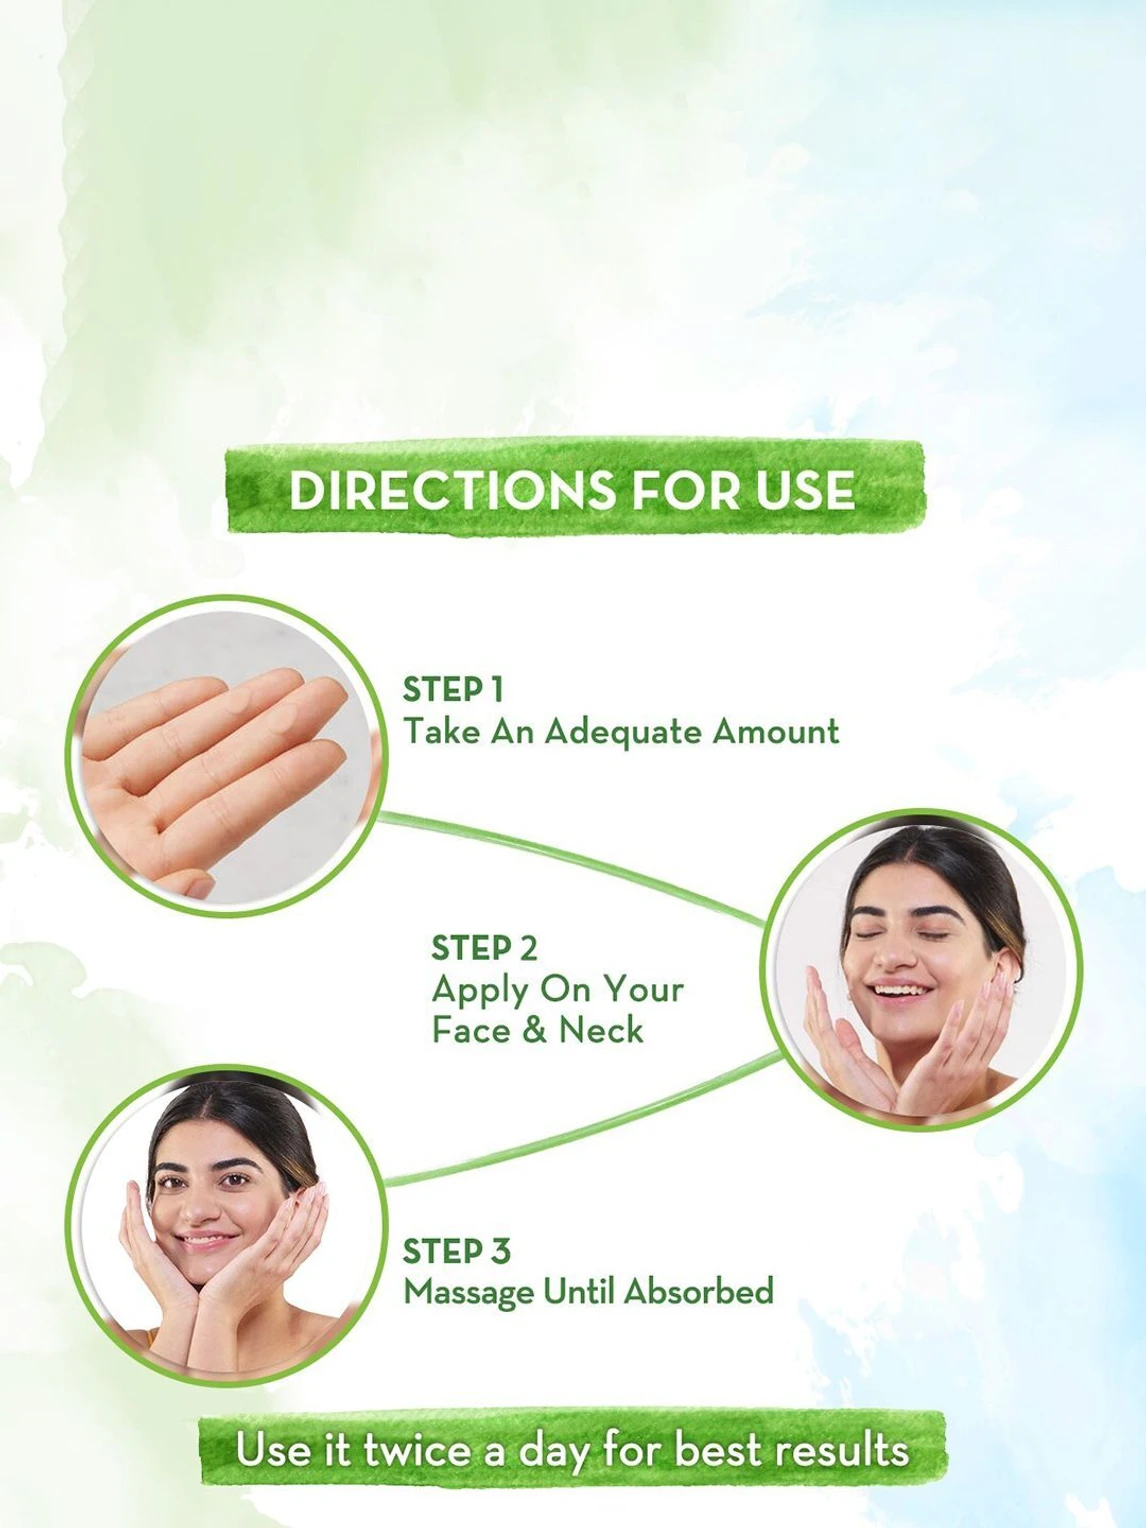 DIRECTIONS FOR USE
STEP 1
Take An Adequate Amount
STEP 2
Apply On Your
Face & Neck
STEP 3
Massage Until Absorbed
Use it twice a day for best results